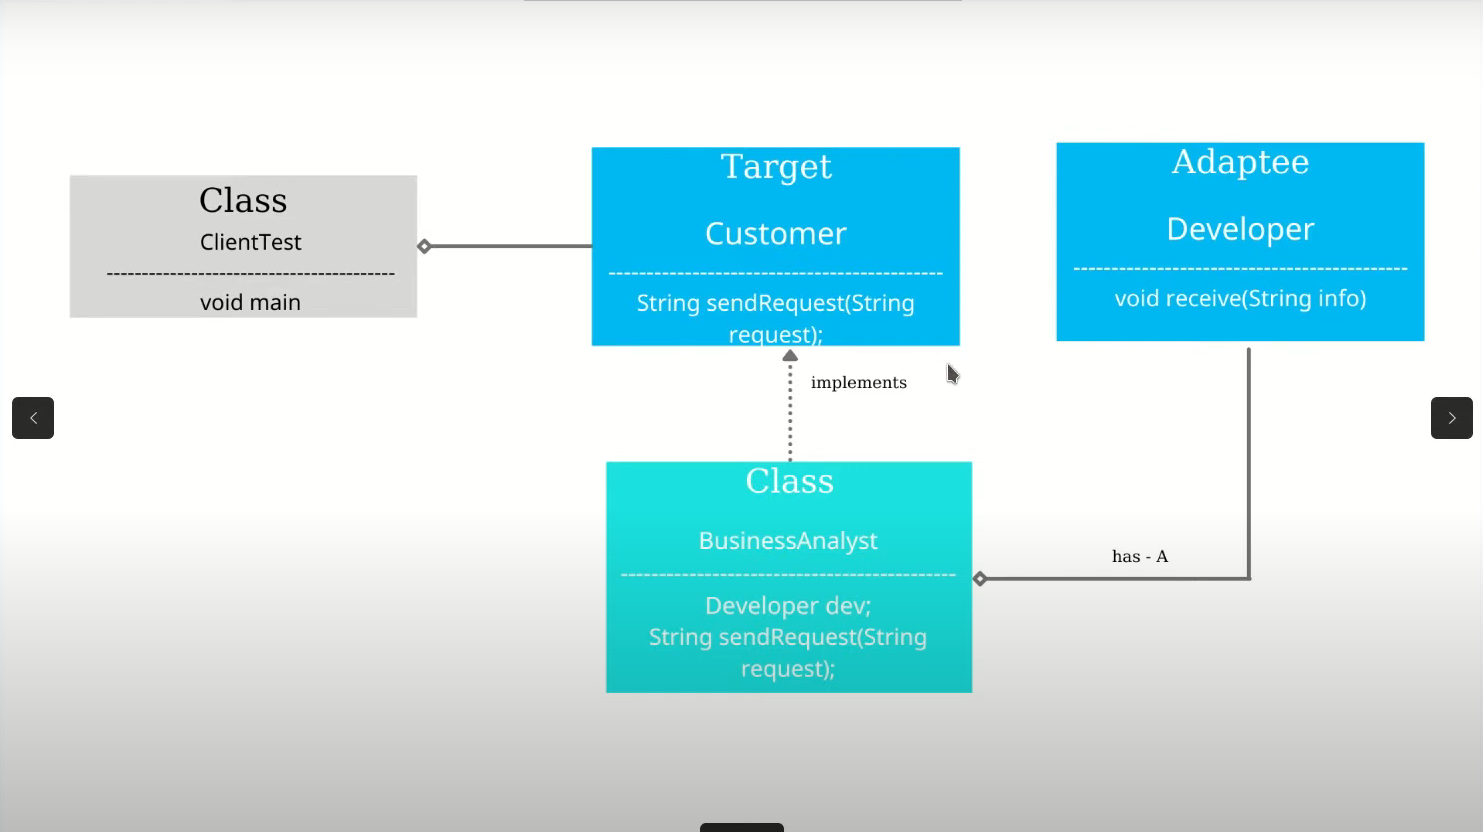 Class
ClientTest
-----------------------------------------
void main
Target
Customer
-----------------------------------------
String sendRequest(String
request);
Adaptee
Developer
-----------------------------------------
void receive(String info)
implements
Class
BusinessAnalyst
-----------------------------------------
Developer dev;
String sendRequest(String
request);
has - A